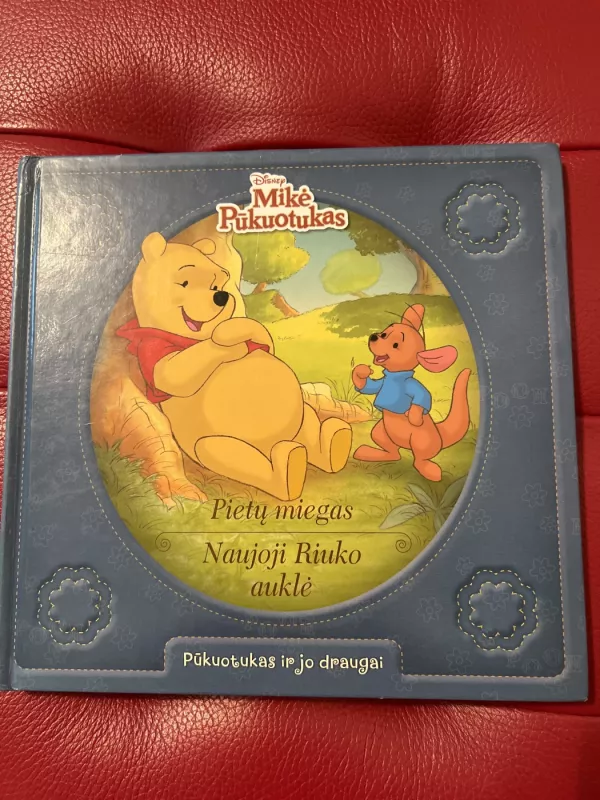 Disney
Mikė
Pūkuotukas
Pietų miegas
Naujoji Riuko
auklė
Pūkuotukas ir jo draugai